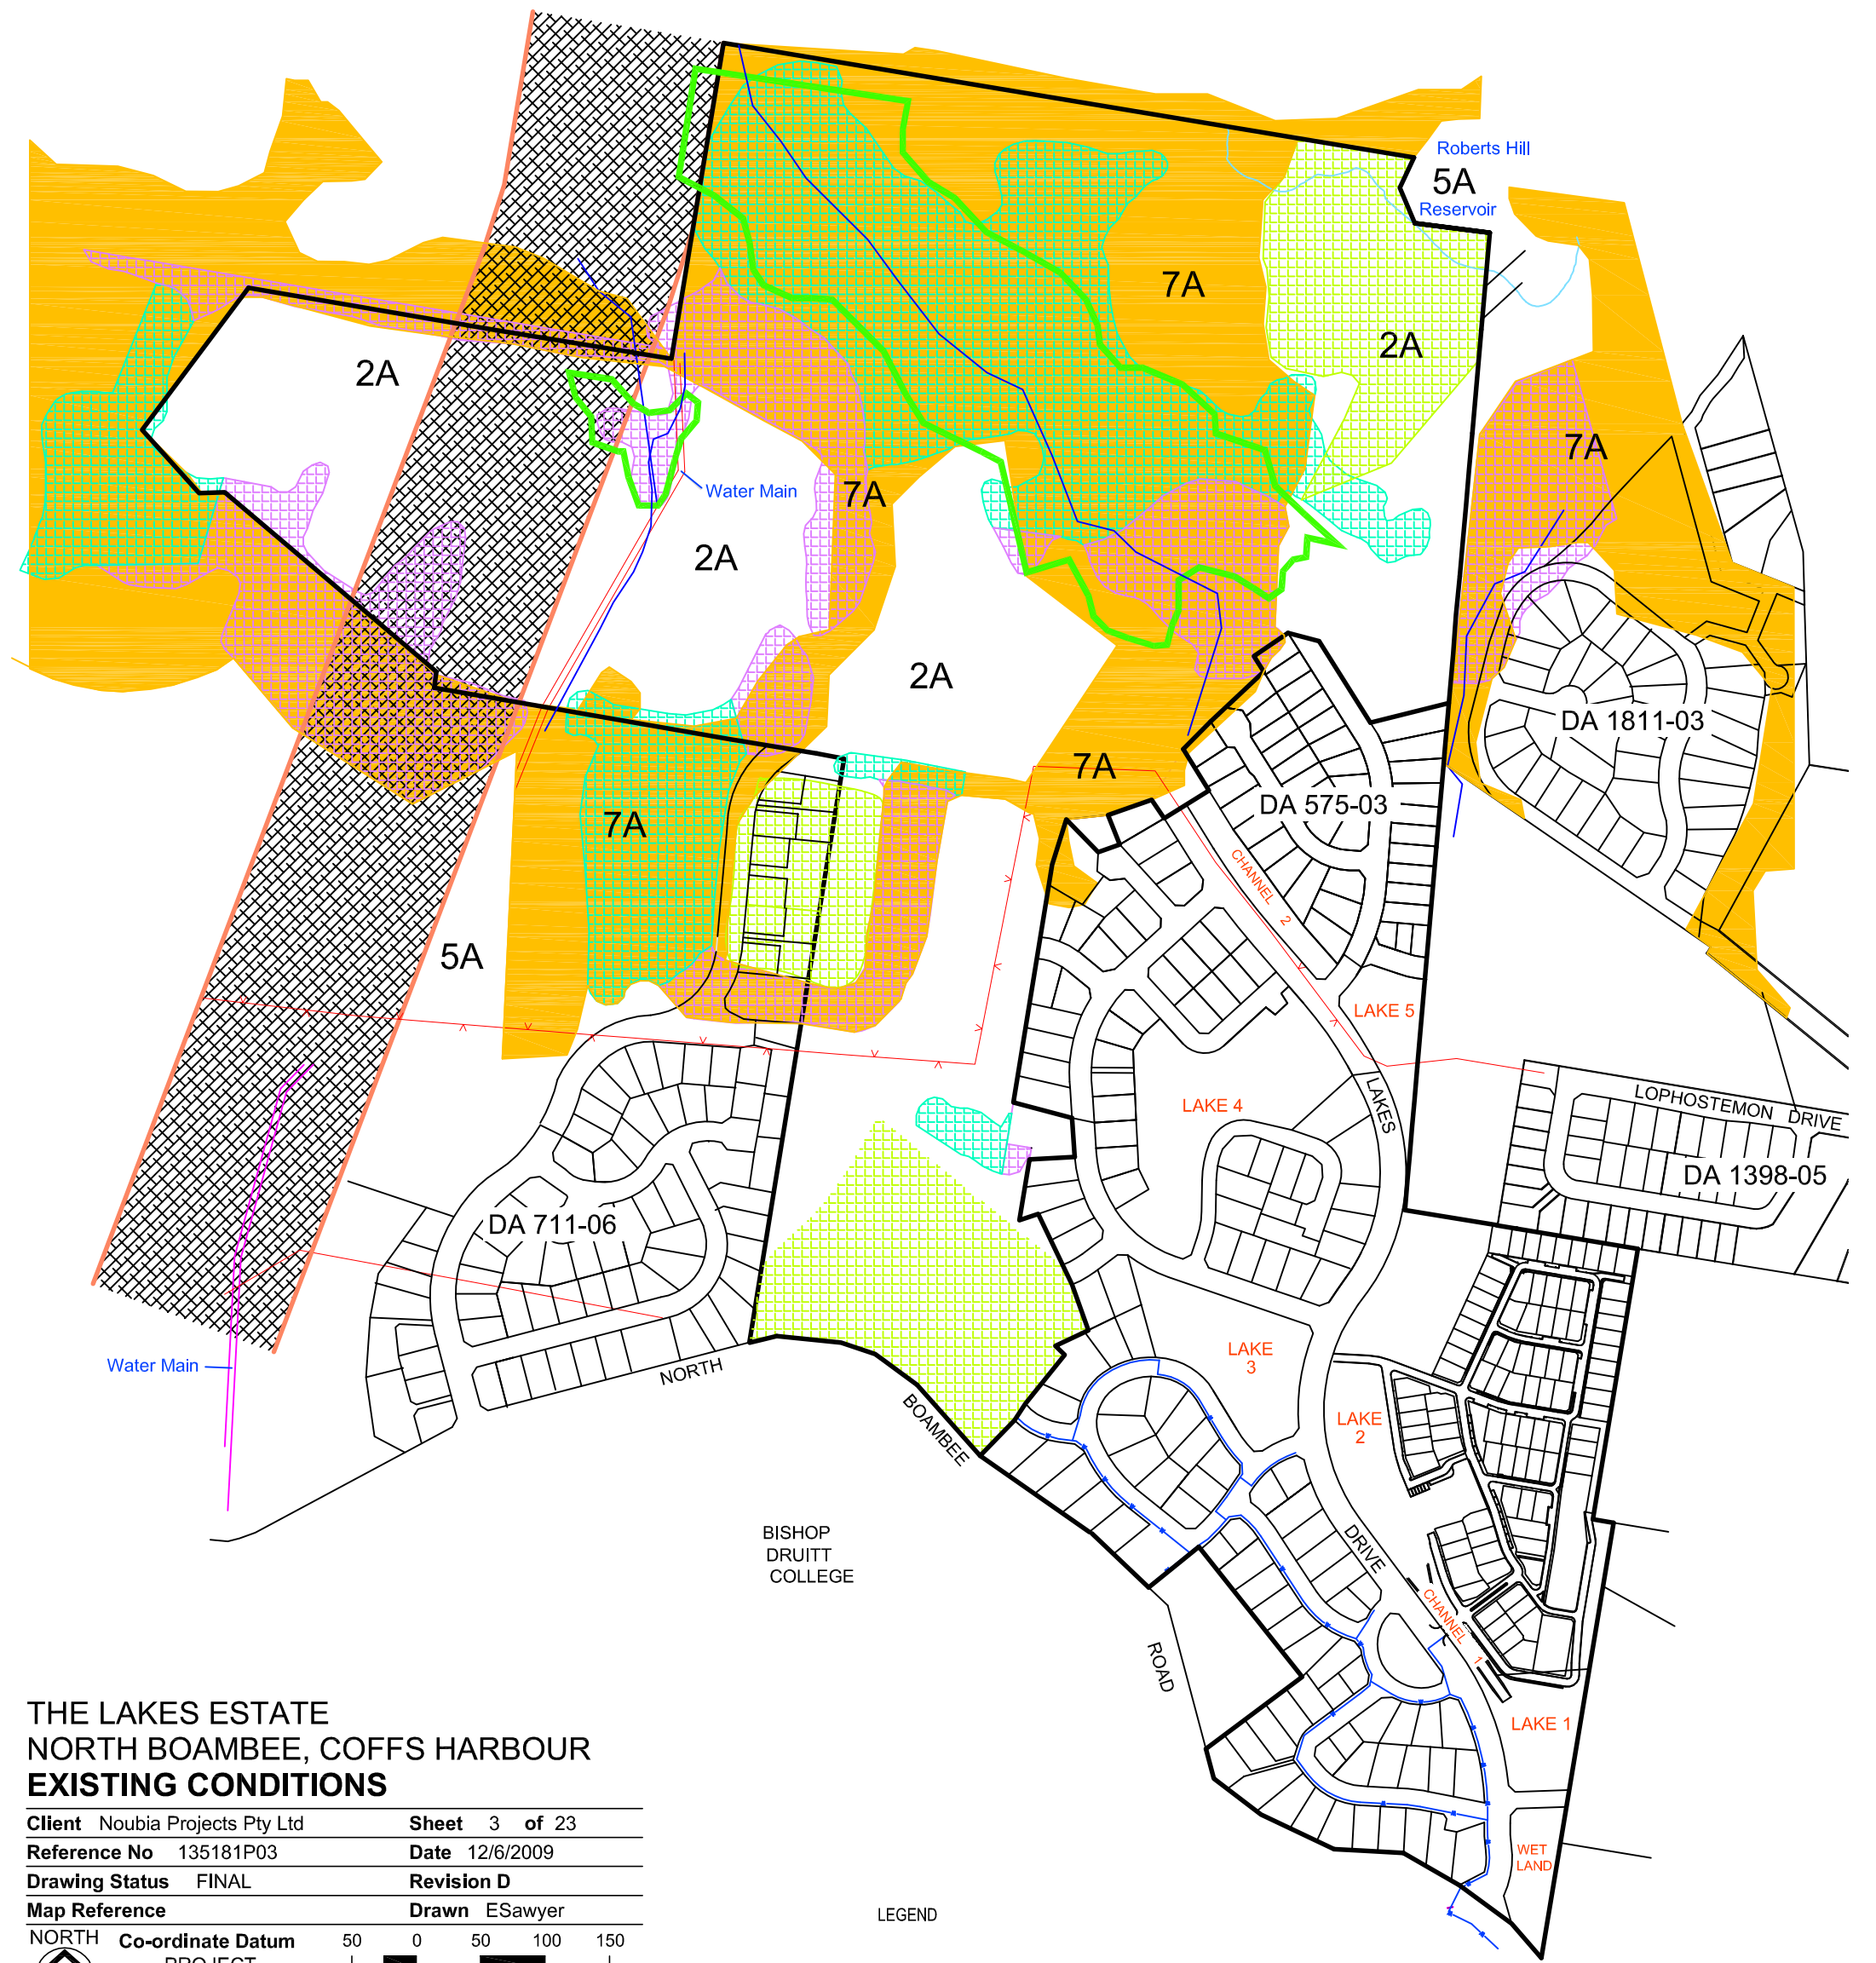 Roberts Hill
5A
Reservoir
7A
2A
2A
7A
Water Main
7A
2A
2A
DA 1811-03
7A
DA 575-03
7A
CHANNEL 2
5A
LAKE 5
LAKE 4
LAKES
LOPHOSTEMON DRIVE
DA 1398-05
DA 711-06
Water Main
NORTH
LAKE
3
BOAMBEE
LAKE
2
BISHOP
DRUITT
COLLEGE
DRIVE
CHANNEL 1
ROAD
LAKE 1
WET
LAND
THE LAKES ESTATE
NORTH BOAMBEE, COFFS HARBOUR
EXISTING CONDITIONS
Client Noubia Projects Pty Ltd Sheet 3 of 23
Reference No 135181P03 Date 12/6/2009
Drawing Status FINAL Revision D
Map Reference Drawn ESawyer
NORTH Co-ordinate Datum 50 0 50 100 150
PROJECT
LEGEND